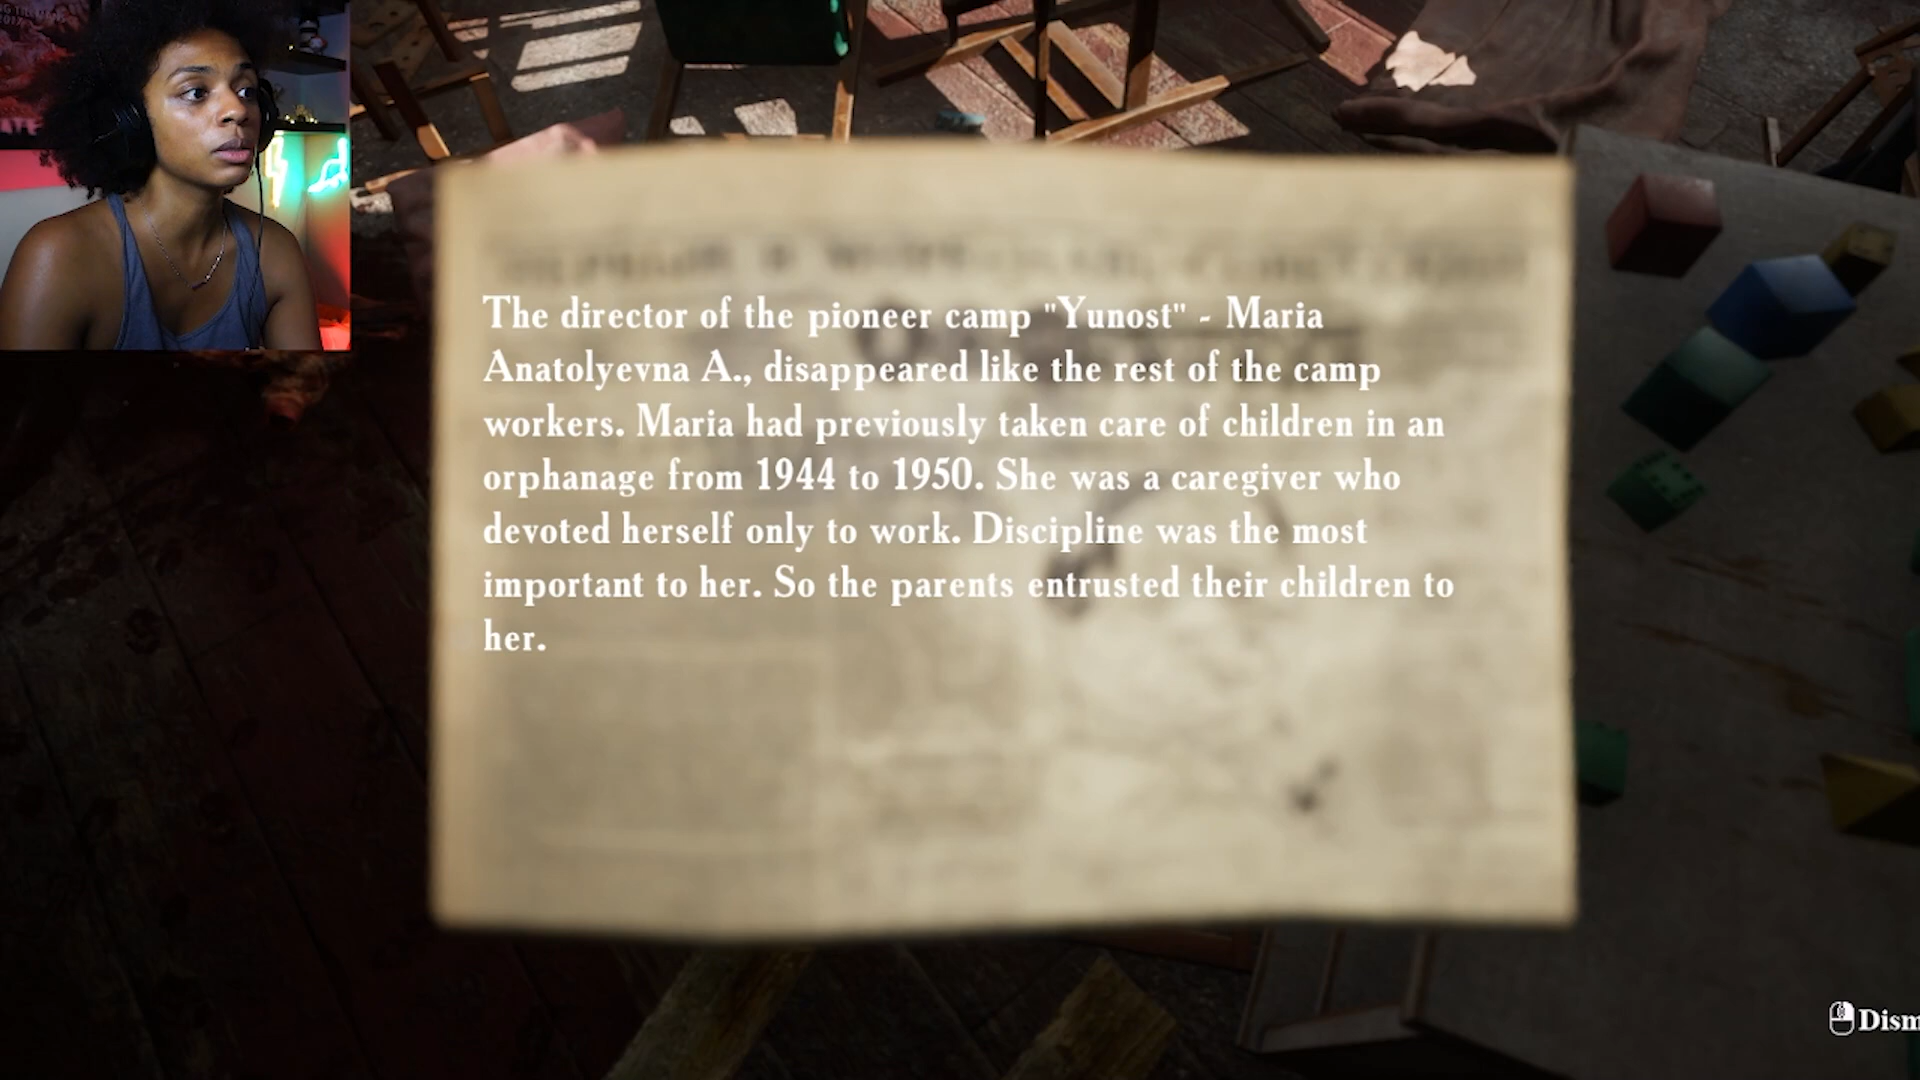 The director of the pioneer camp "Yunost" - Maria
Anatolyevna A., disappeared like the rest of the camp
workers. Maria had previously taken care of children in an
orphanage from 1944 to 1950. She was a caregiver who
devoted herself only to work. Discipline was the most
important to her. So the parents entrusted their children to
her.
Dism